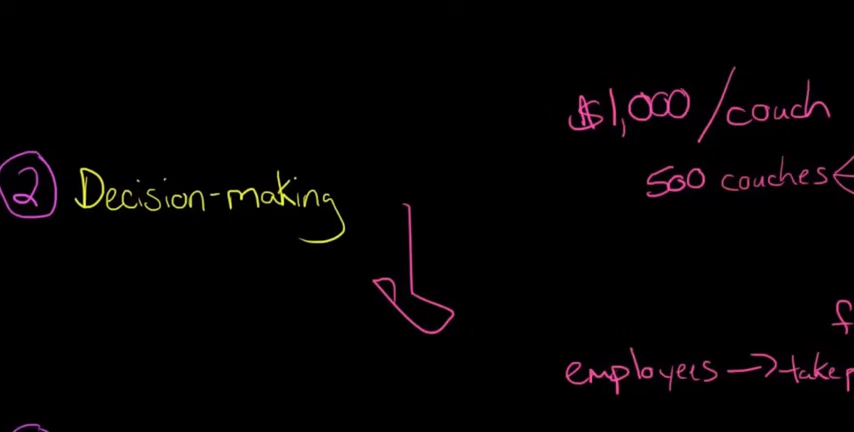 $1,000/couch
500 couches
2 Decision-making
employees → take